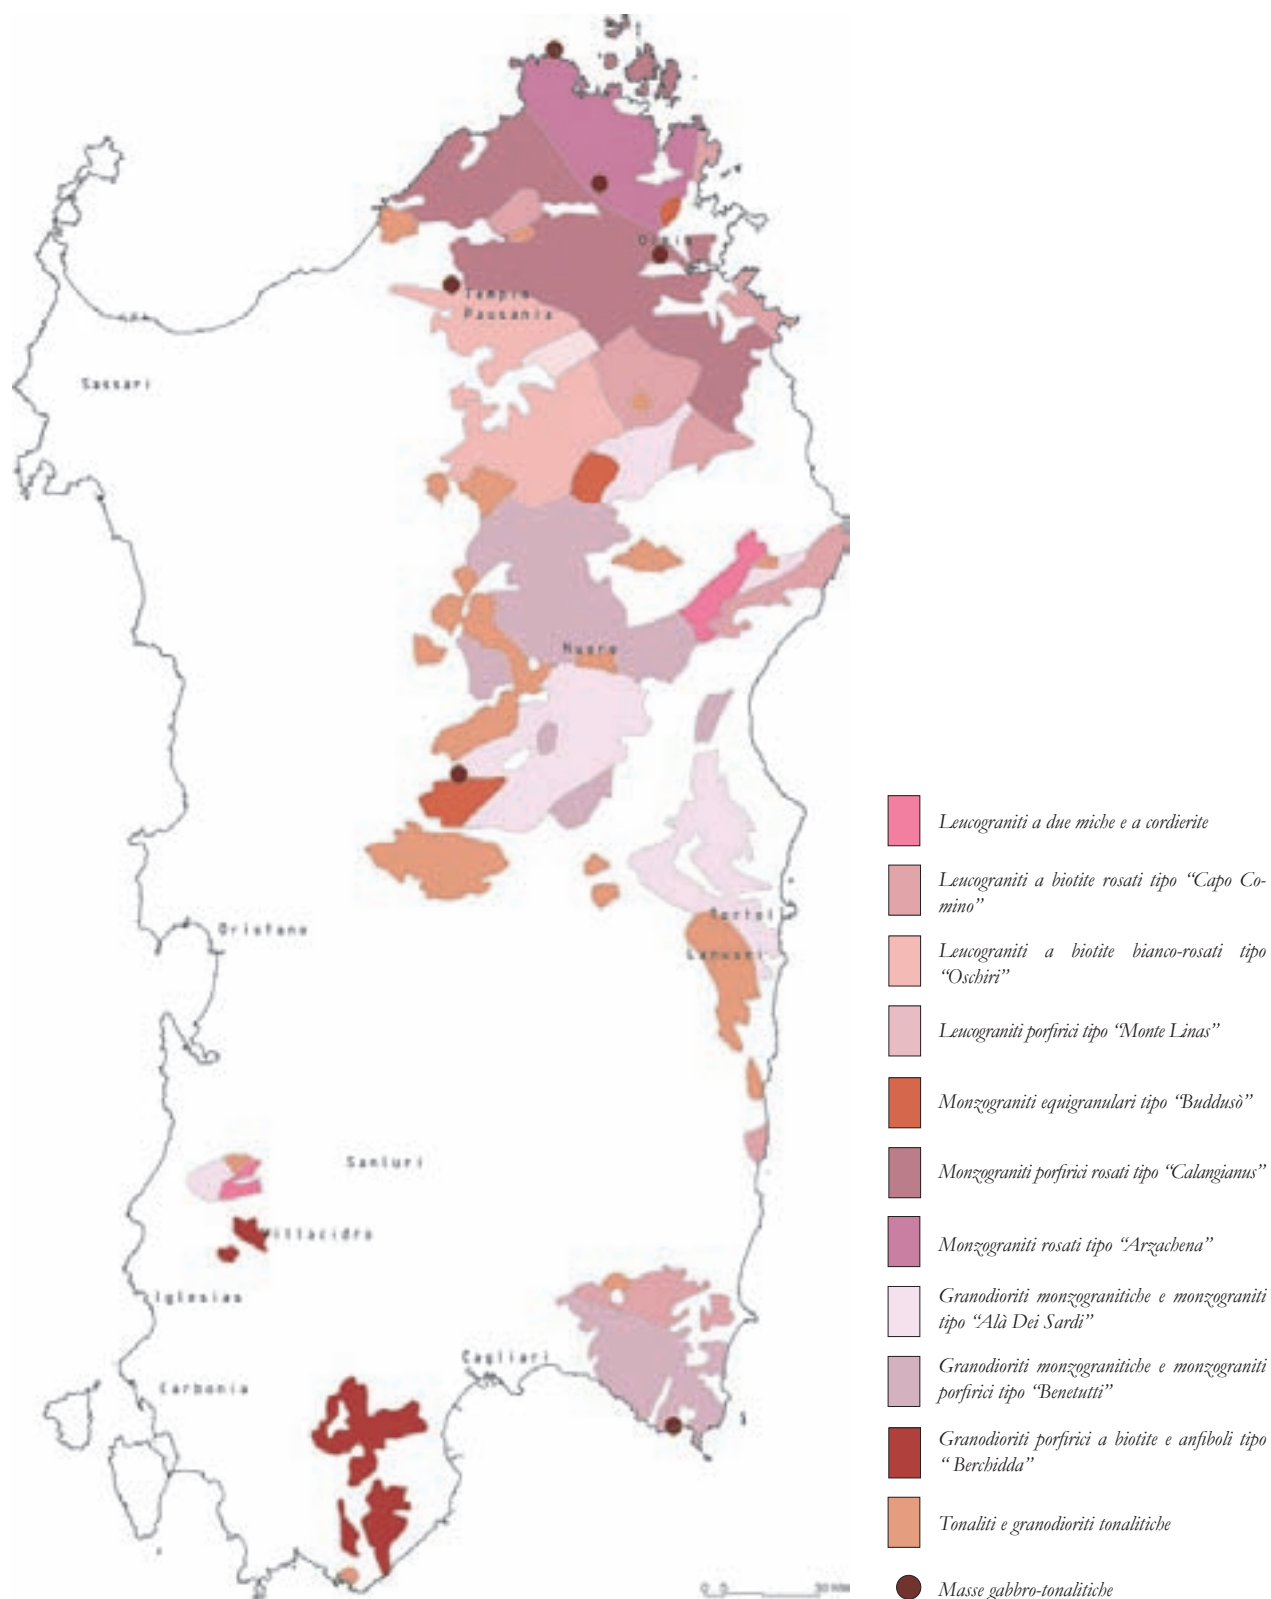 Olbia
Tempio
Pausania
Sassari
Nuoro
Tortolì
Oristano
Lanusei
Sanluri
Villacidro
Iglesias
Cagliari
Carbonia
Leucograniti a due miche e a cordierite
Leucograniti a biotite rosati tipo “Capo Co-
mino”
Leucograniti a biotite bianco-rosati tipo
“Oschiri”
Leucograniti porfirici tipo “Monte Linas”
Monzograniti equigranulari tipo “Buddusò”
Monzograniti porfirici rosati tipo “Calangianus”
Monzograniti rosati tipo “Arzachena”
Granodioriti monzogranitiche e monzograniti
tipo “Alà Dei Sardi”
Granodioriti monzogranitiche e monzograniti
porfirici tipo “Benetutti”
Granodioriti porfirici a biotite e anfiboli tipo
“ Berchidda”
Tonaliti e granodioriti tonalitiche
Masse gabbro-tonalitiche